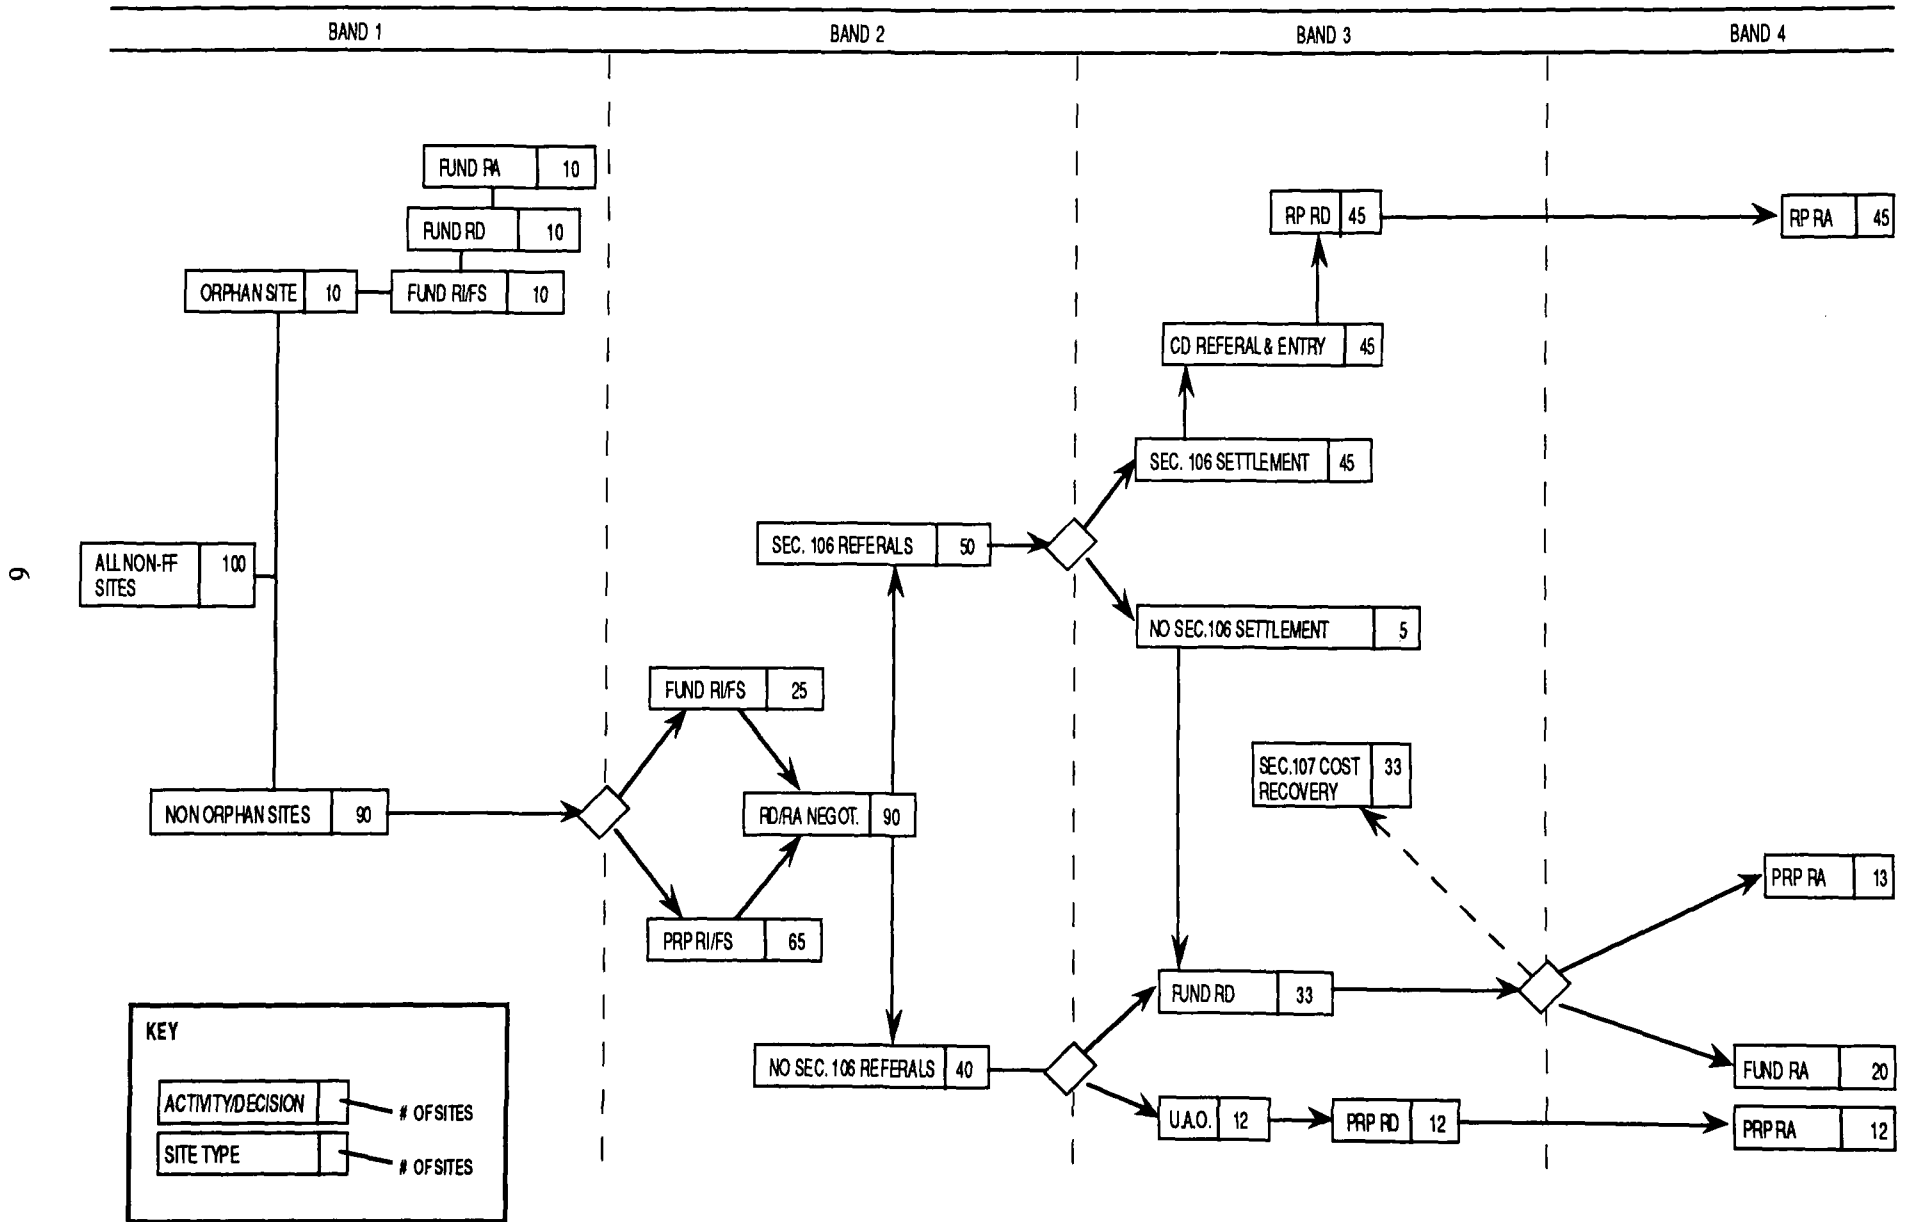 BAND 1 BAND 2 BAND 3 BAND 4
FUND RA 10
FUND RD 10
ORPHAN SITE 10 FUND RI/FS 10
RP RD 45
RP RA 45
CD REFERAL & ENTRY 45
SEC. 106 SETTLEMENT 45
SEC. 106 REFERALS 50
ALL NON-FF 100
SITES
9
NO SEC.106 SETTLEMENT 5
FUND RI/FS 25
SEC.107 COST 33
RECOVERY
NON ORPHAN SITES 90
RD/RA NEGOT. 90
PRP RA 13
PRP RI/FS 65
FUND RD 33
NO SEC. 106 REFERALS 40
FUND RA 20
U.A.O. 12
PRP RD 12
PRP RA 12
KEY
ACTIVITY/DECISION # OF SITES
SITE TYPE # OF SITES